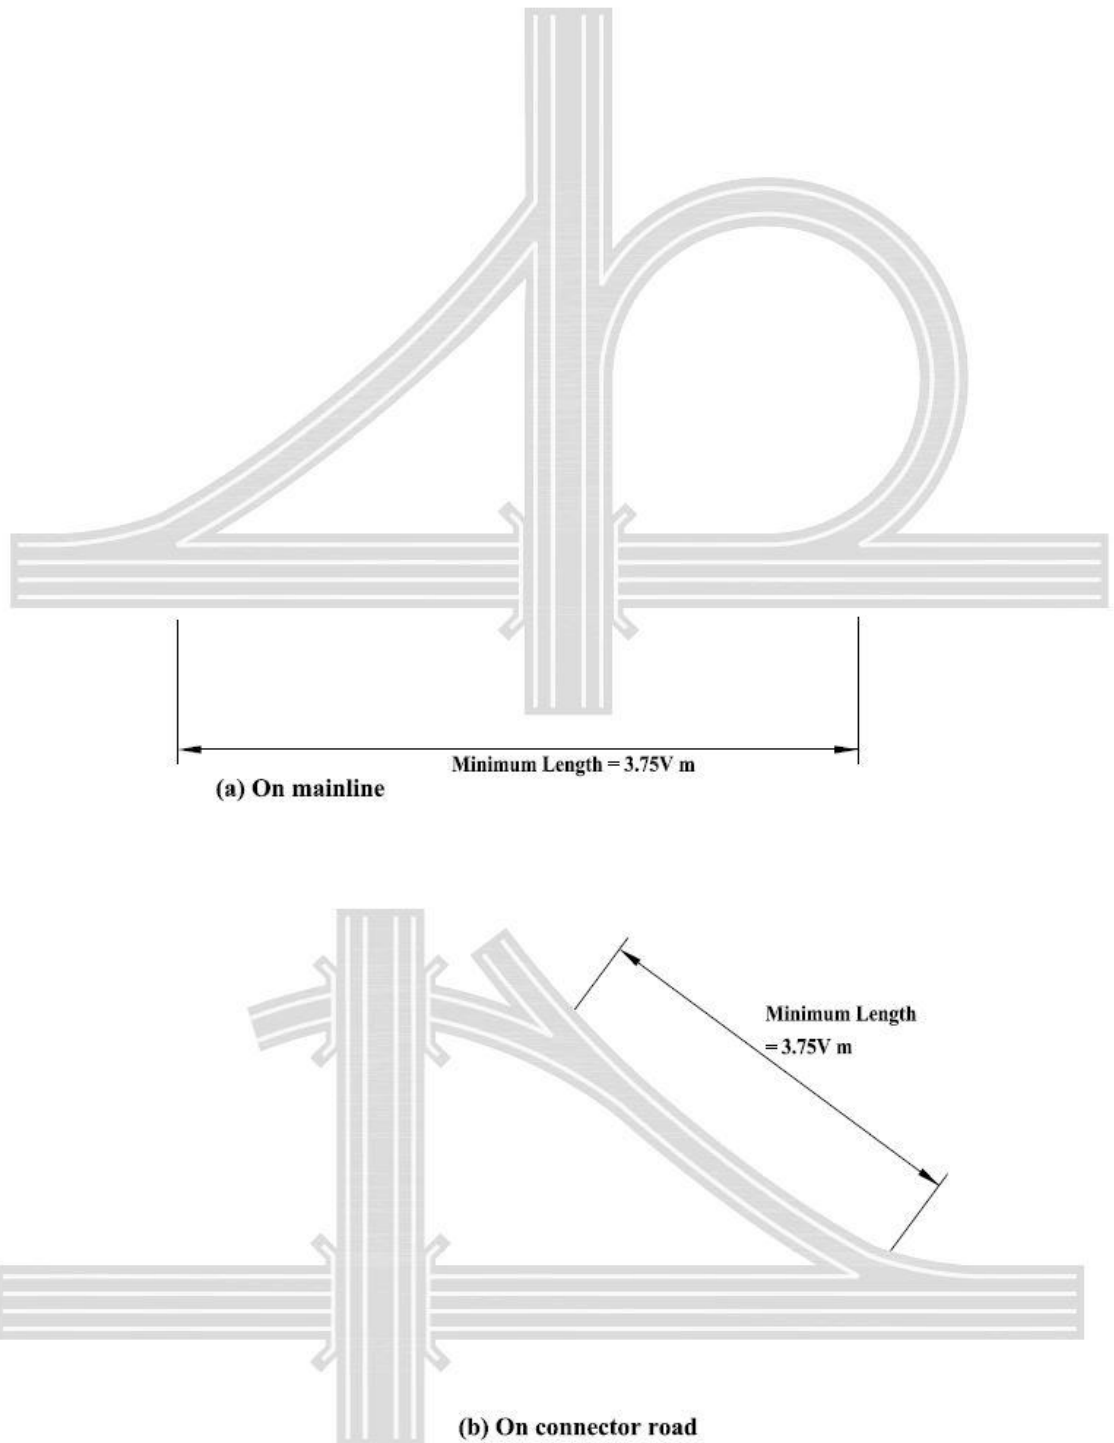 Minimum Length = 3.75V m
(a) On mainline
Minimum Length
= 3.75V m
(b) On connector road